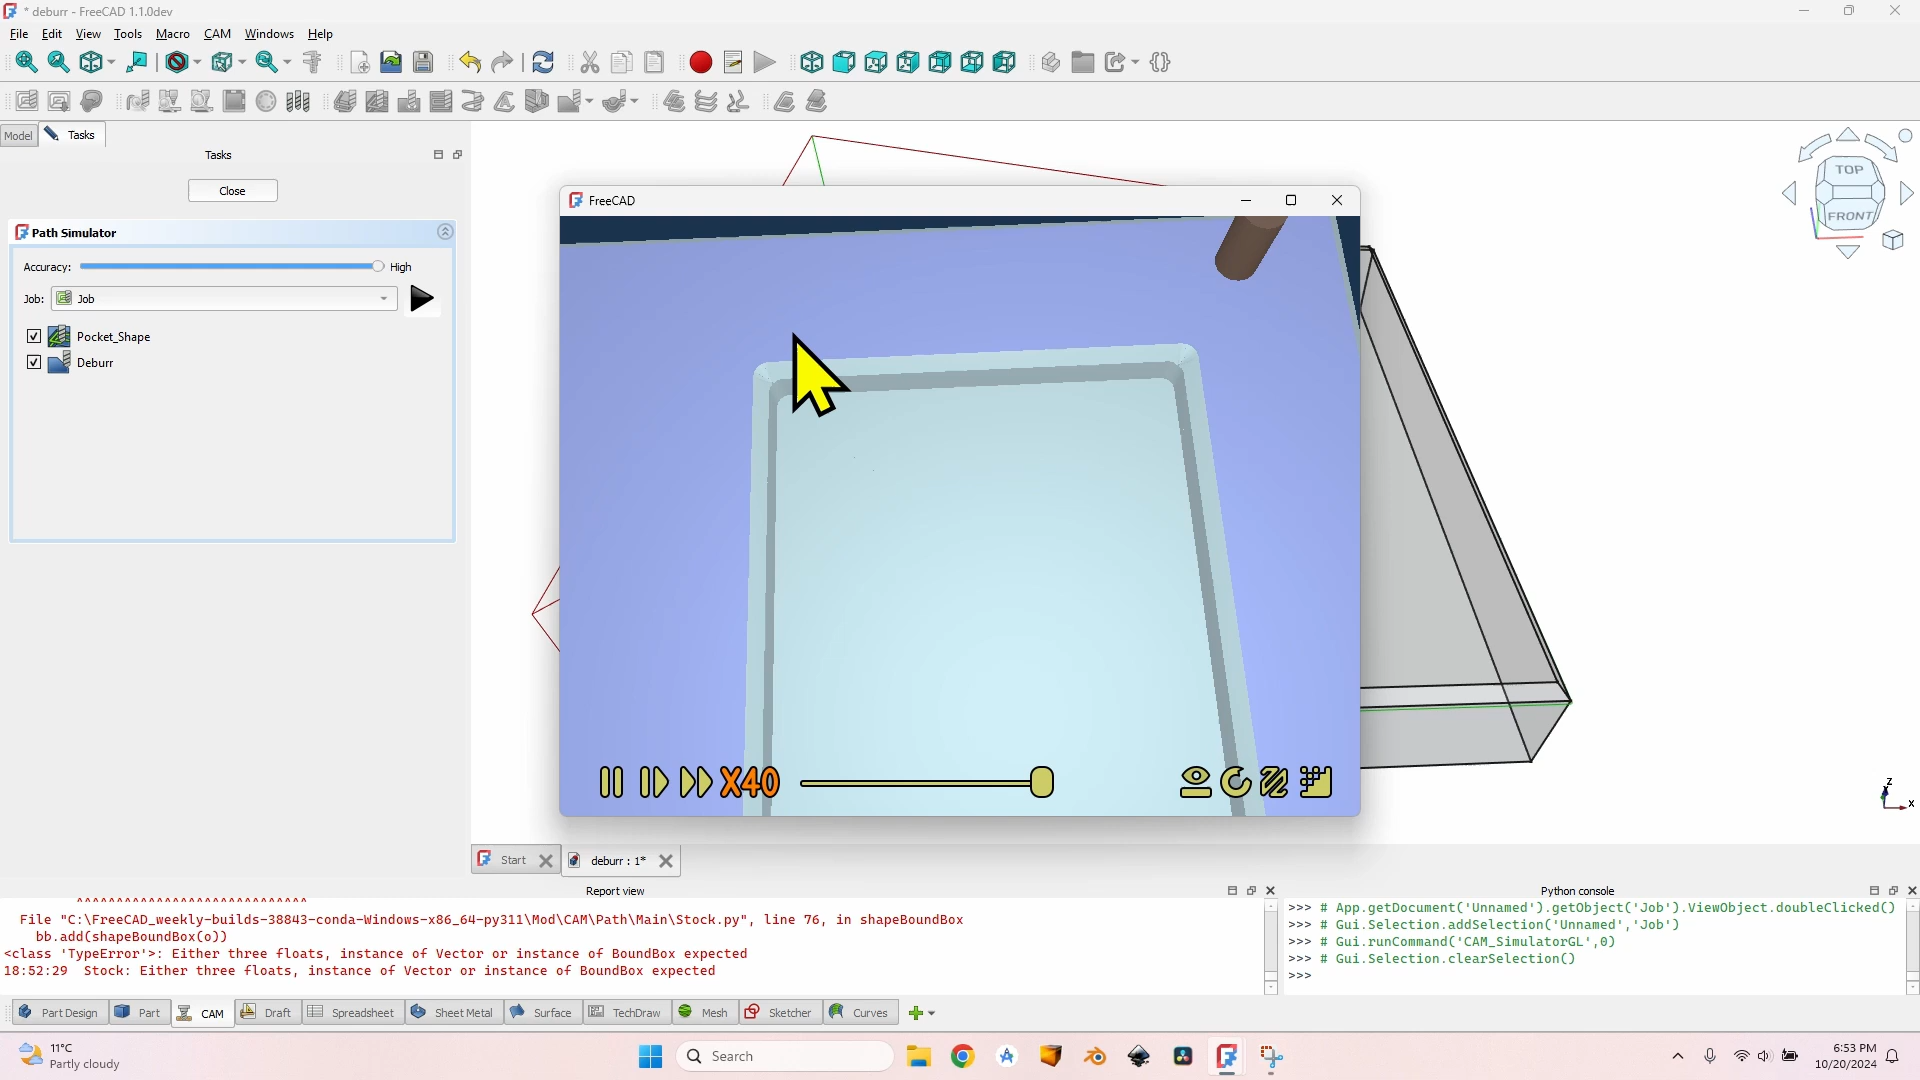 * deburr - FreeCAD 1.1.0dev
File Edit View Tools Macro CAM Windows Help
Model
Tasks
Tasks
Close
Path Simulator
Accuracy: High
Job: Job
Pocket_Shape
Deburr
FreeCAD
X40
TOP
FRONT
Z
X
Start
deburr : 1*
Report view
^^^^^^^^^^^^^^^^^^^^^^^^^^^^^
File "C:\FreeCAD_weekly-builds-38843-conda-Windows-x86_64-py311\Mod\CAM\Path\Main\Stock.py", line 76, in shapeBoundBox
bb.add(shapeBoundBox(o))
<class 'TypeError'>: Either three floats, instance of Vector or instance of BoundBox expected
18:52:29 Stock: Either three floats, instance of Vector or instance of BoundBox expected
Python console
>>> # App.getDocument('Unnamed').getObject('Job').ViewObject.doubleClicked()
>>> # Gui.Selection.addSelection('Unnamed','Job')
>>> # Gui.runCommand('CAM_SimulatorGL',0)
>>> # Gui.Selection.clearSelection()
>>>
Part Design Part CAM Draft Spreadsheet Sheet Metal Surface TechDraw Mesh Sketcher Curves
11°C
Partly cloudy
Search
6:53 PM
10/20/2024